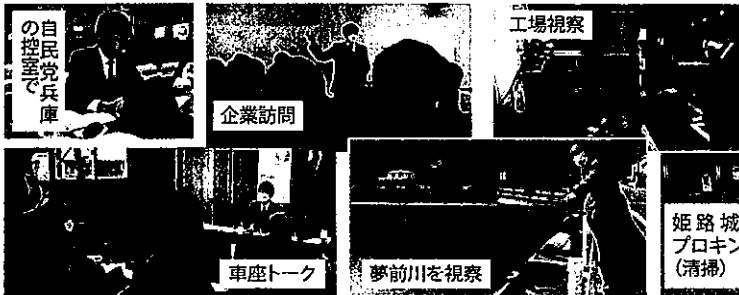 自民党兵庫
の控室で
企業訪問
工場視察
車座トーク
夢前川を視察
姫路城
プロキン
(清掃)